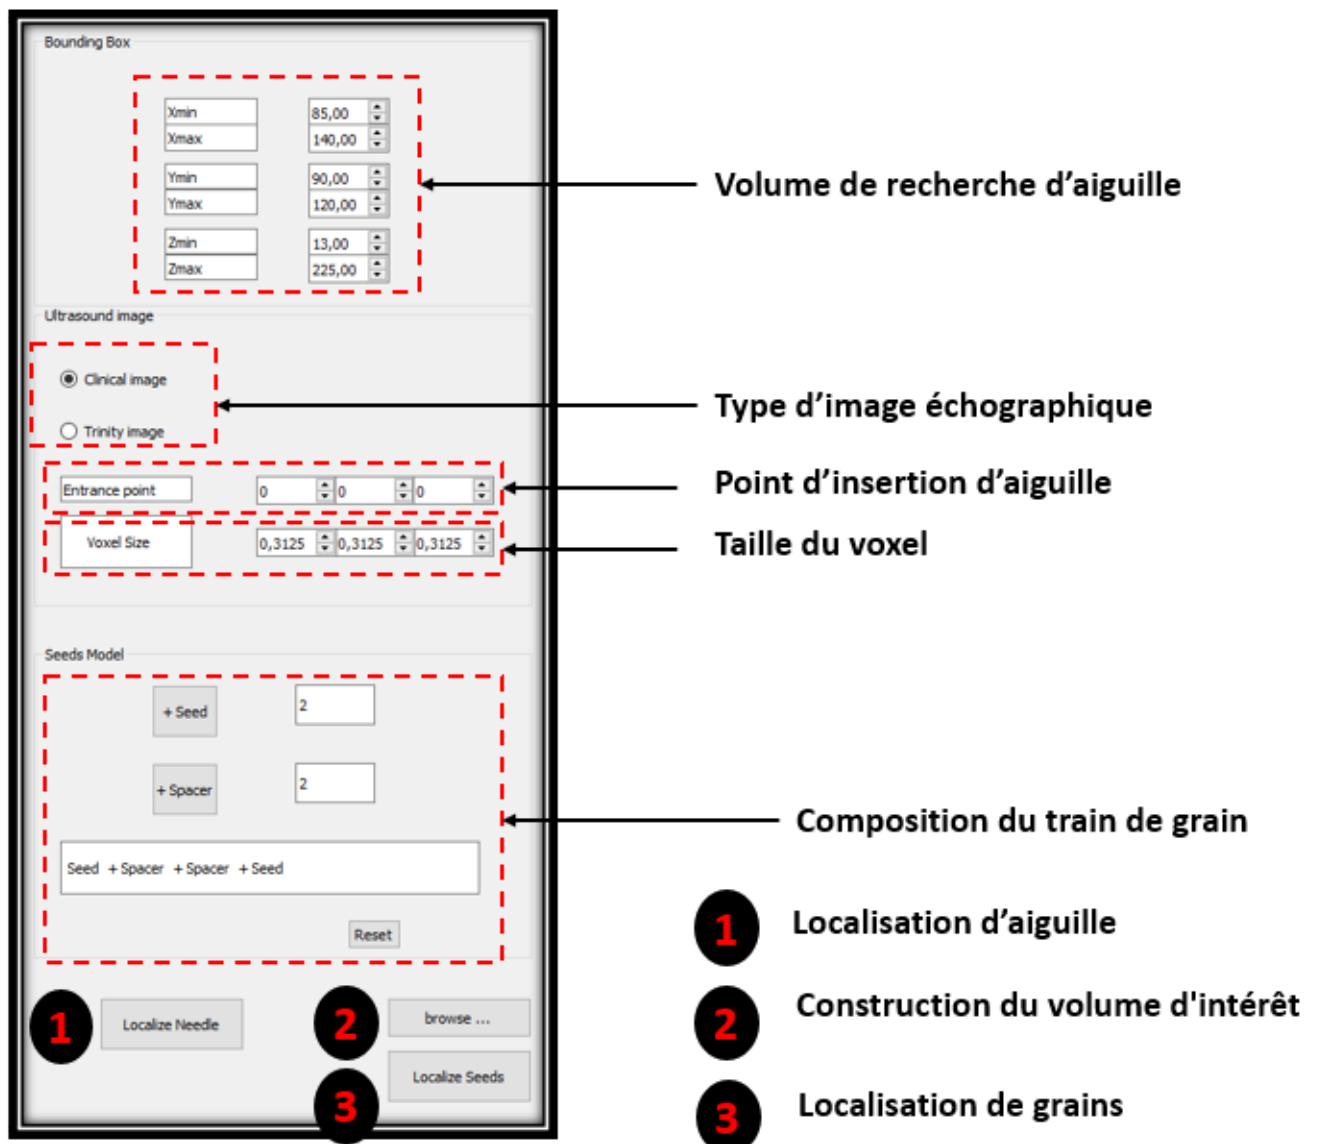 Bounding Box
Xmin 85,00
Xmax 140,00
Ymin 90,00
Ymax 120,00
Zmin 13,00
Zmax 225,00
Volume de recherche d’aiguille
Ultrasound image
Clinical image
Trinity image
Type d’image échographique
Entrance point 0 0 0
Point d’insertion d’aiguille
Voxel Size 0,3125 0,3125 0,3125
Taille du voxel
Seeds Model
+ Seed 2
+ Spacer 2
Seed + Spacer + Spacer + Seed
Reset
Composition du train de grain
1 Localize Needle
2 browse ...
3 Localize Seeds
1 Localisation d’aiguille
2 Construction du volume d'intérêt
3 Localisation de grains